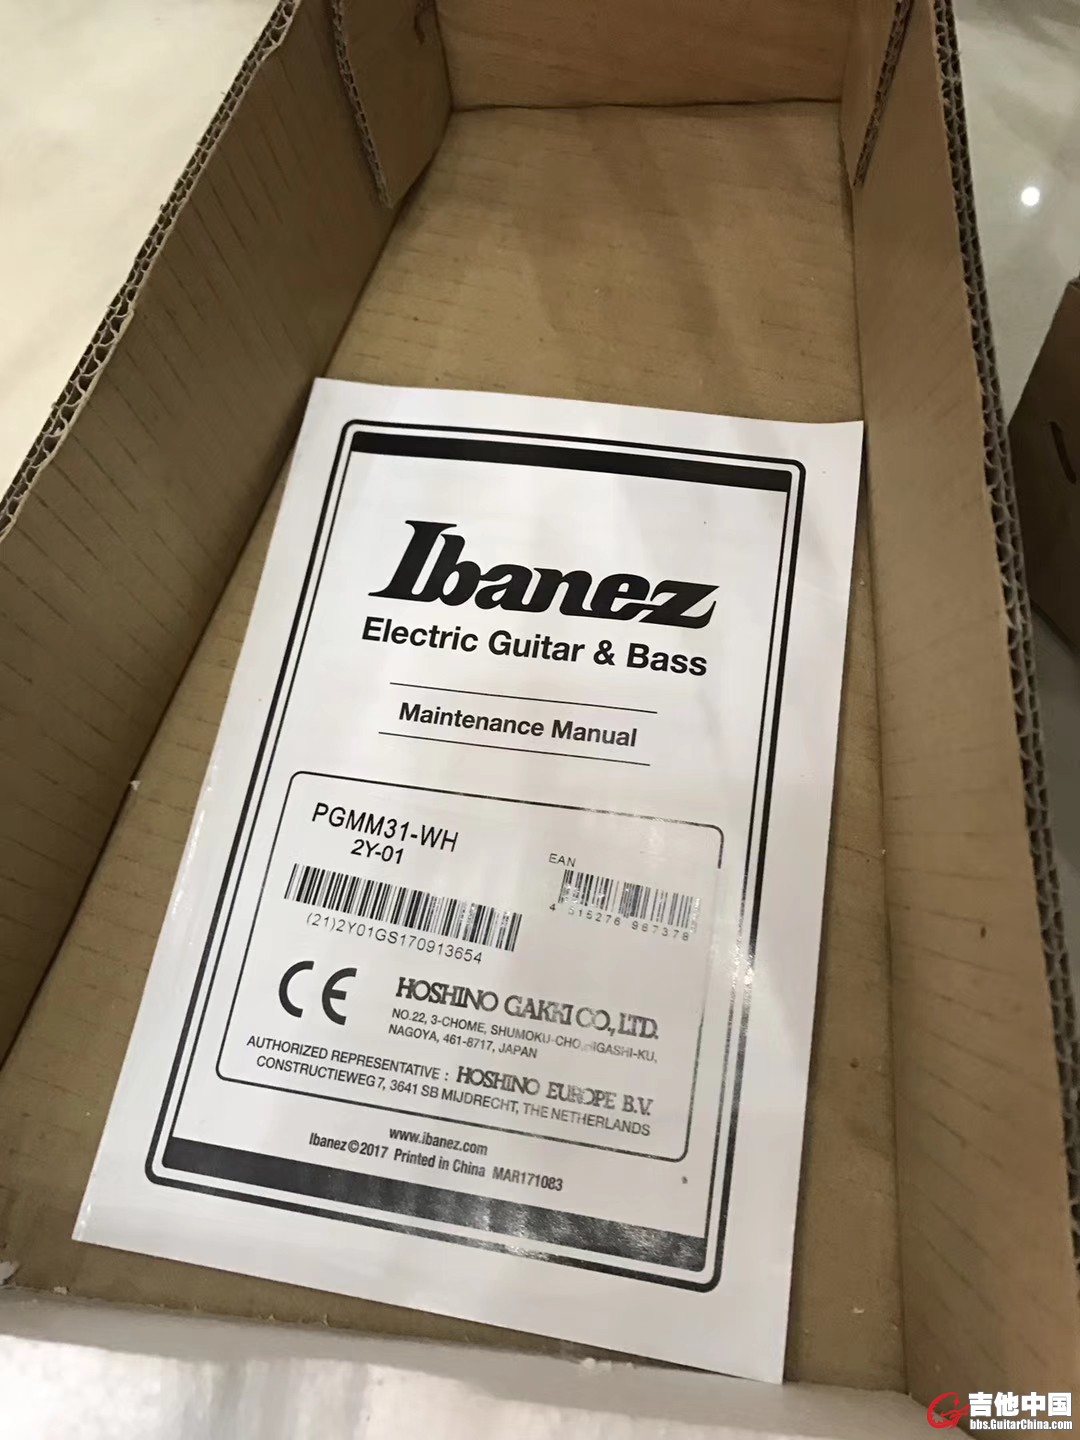 Ibanez
Electric Guitar & Bass
Maintenance Manual
PGMM31-WH
2Y-01
(21)2Y01GS170913654
EAN
4 515276 987378
CE
HOSHINO GAKKI CO., LTD.
NO.22, 3-CHOME, SHUMOKU-CHO, HIGASHI-KU,
NAGOYA, 461-8717, JAPAN
AUTHORIZED REPRESENTATIVE : HOSHINO EUROPE B.V.
CONSTRUCTIEWEG 7, 3641 SB MIJDRECHT, THE NETHERLANDS
www.ibanez.com
Ibanez©2017 Printed in China MAR171083
吉他中国
bbs.GuitarChina.com